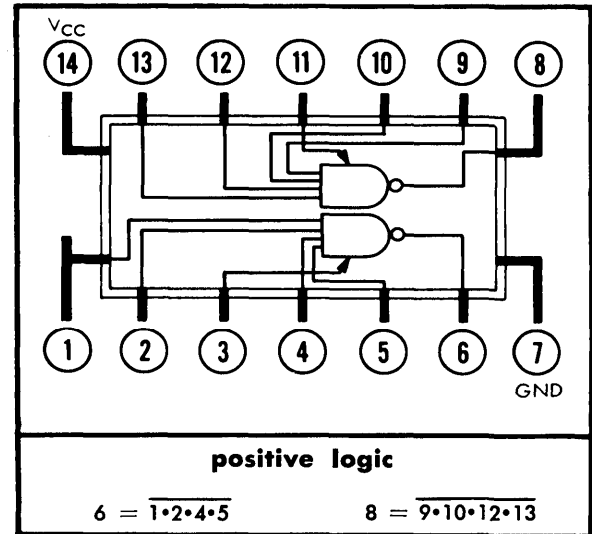 VCC
14 13 12 11 10 9 8
1 2 3 4 5 6 7
GND
positive logic
6 = 1•2•4•5 8 = 9•10•12•13